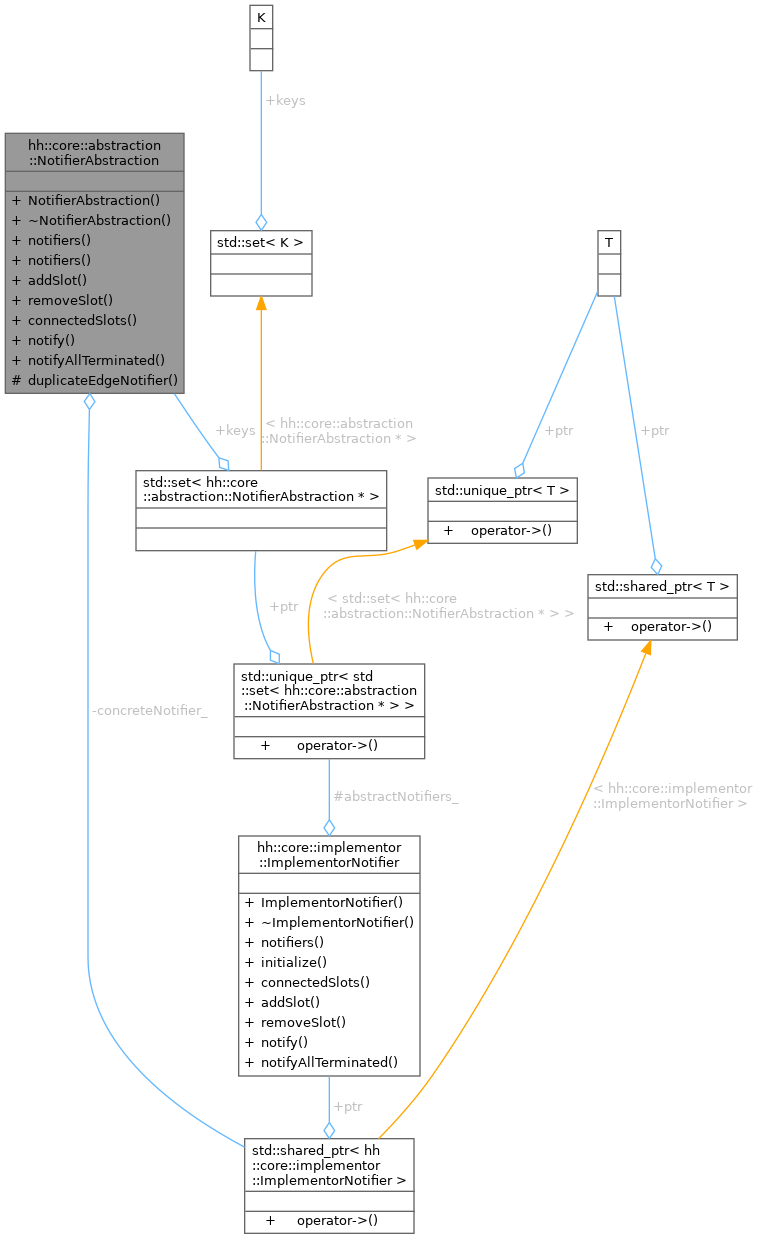 K
+keys
hh::core::abstraction
::NotifierAbstraction
+ NotifierAbstraction()
+ ~NotifierAbstraction()
+ notifiers()
+ notifiers()
+ addSlot()
+ removeSlot()
+ connectedSlots()
+ notify()
+ notifyAllTerminated()
# duplicateEdgeNotifier()
std::set< K >
T
+keys
< hh::core::abstraction
::NotifierAbstraction * >
+ptr
+ptr
std::set< hh::core
::abstraction::NotifierAbstraction * >
std::unique_ptr< T >
+ operator->()
std::shared_ptr< T >
+ operator->()
+ptr
< std::set< hh::core
::abstraction::NotifierAbstraction * > >
std::unique_ptr< std
::set< hh::core::abstraction
::NotifierAbstraction * > >
+ operator->()
-concreteNotifier_
#abstractNotifiers_
< hh::core::implementor
::ImplementorNotifier >
hh::core::implementor
::ImplementorNotifier
+ ImplementorNotifier()
+ ~ImplementorNotifier()
+ notifiers()
+ initialize()
+ connectedSlots()
+ addSlot()
+ removeSlot()
+ notify()
+ notifyAllTerminated()
+ptr
std::shared_ptr< hh
::core::implementor
::ImplementorNotifier >
+ operator->()